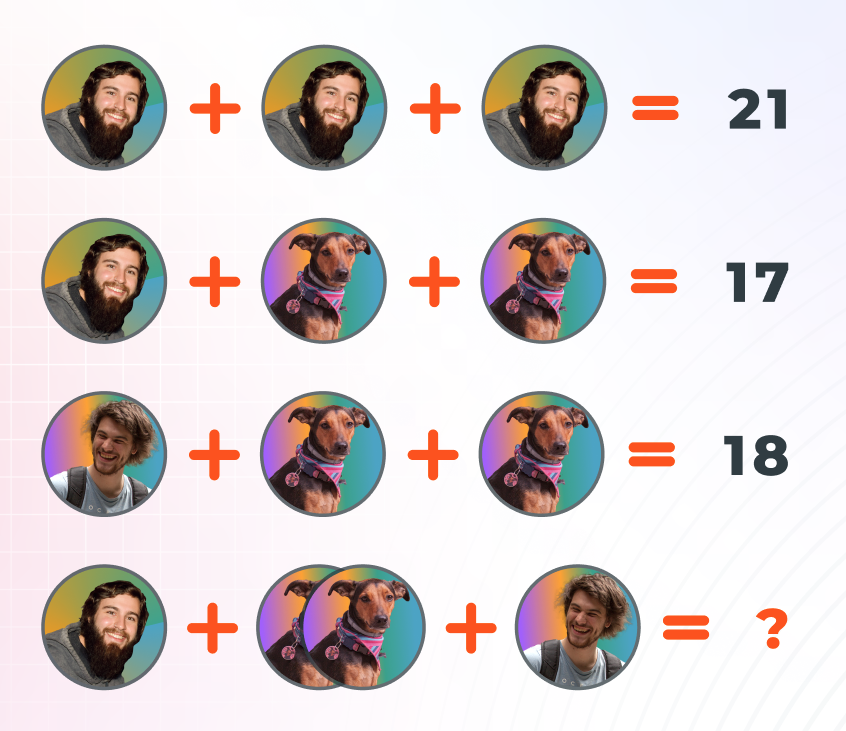 + + = 21
+ + = 17
+ + = 18
+ + = ?